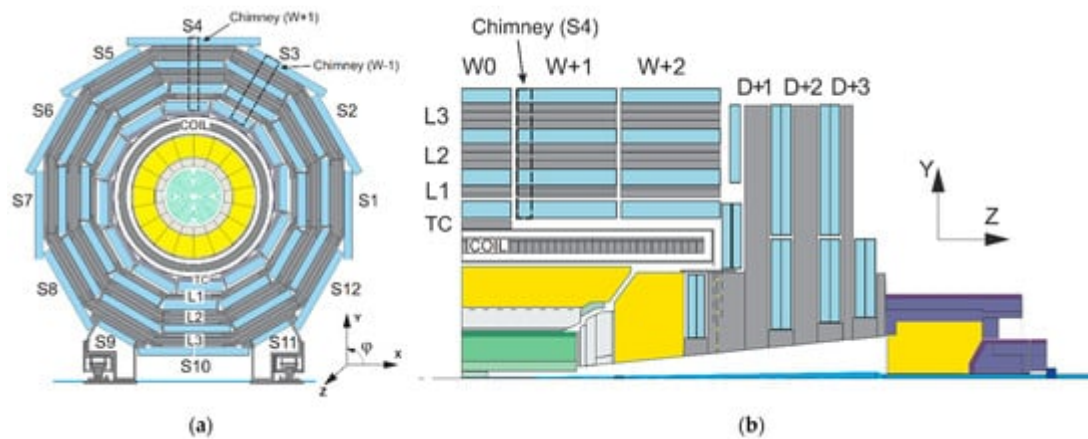 S4
Chimney (W+1)
S5
S3
Chimney (W-1)
S6
S2
COIL
S7
S1
TC
S8
L1
S12
L2
L3
S9
S11
S10
Y
φ
X
Z
(a)
Chimney (S4)
W0
W+1
W+2
D+1
D+2
D+3
L3
L2
L1
TC
COIL
Y
Z
(b)